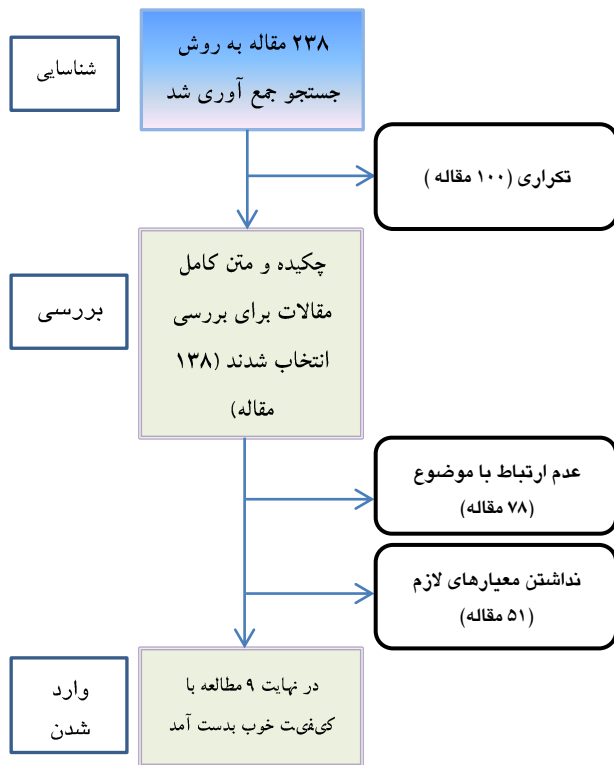 شناسایی
۲۳۸ مقاله به روش
جستجو جمع آوری شد
تکراری (۱۰۰ مقاله )
بررسی
چکیده و متن کامل
مقالات برای بررسی
انتخاب شدند (۱۳۸
مقاله)
عدم ارتباط با موضوع
(۷۸ مقاله)
نداشتن معیارهای لازم
(۵۱ مقاله)
وارد
شدن
در نهایت ۹ مطالعه با
کیفیت خوب بدست آمد